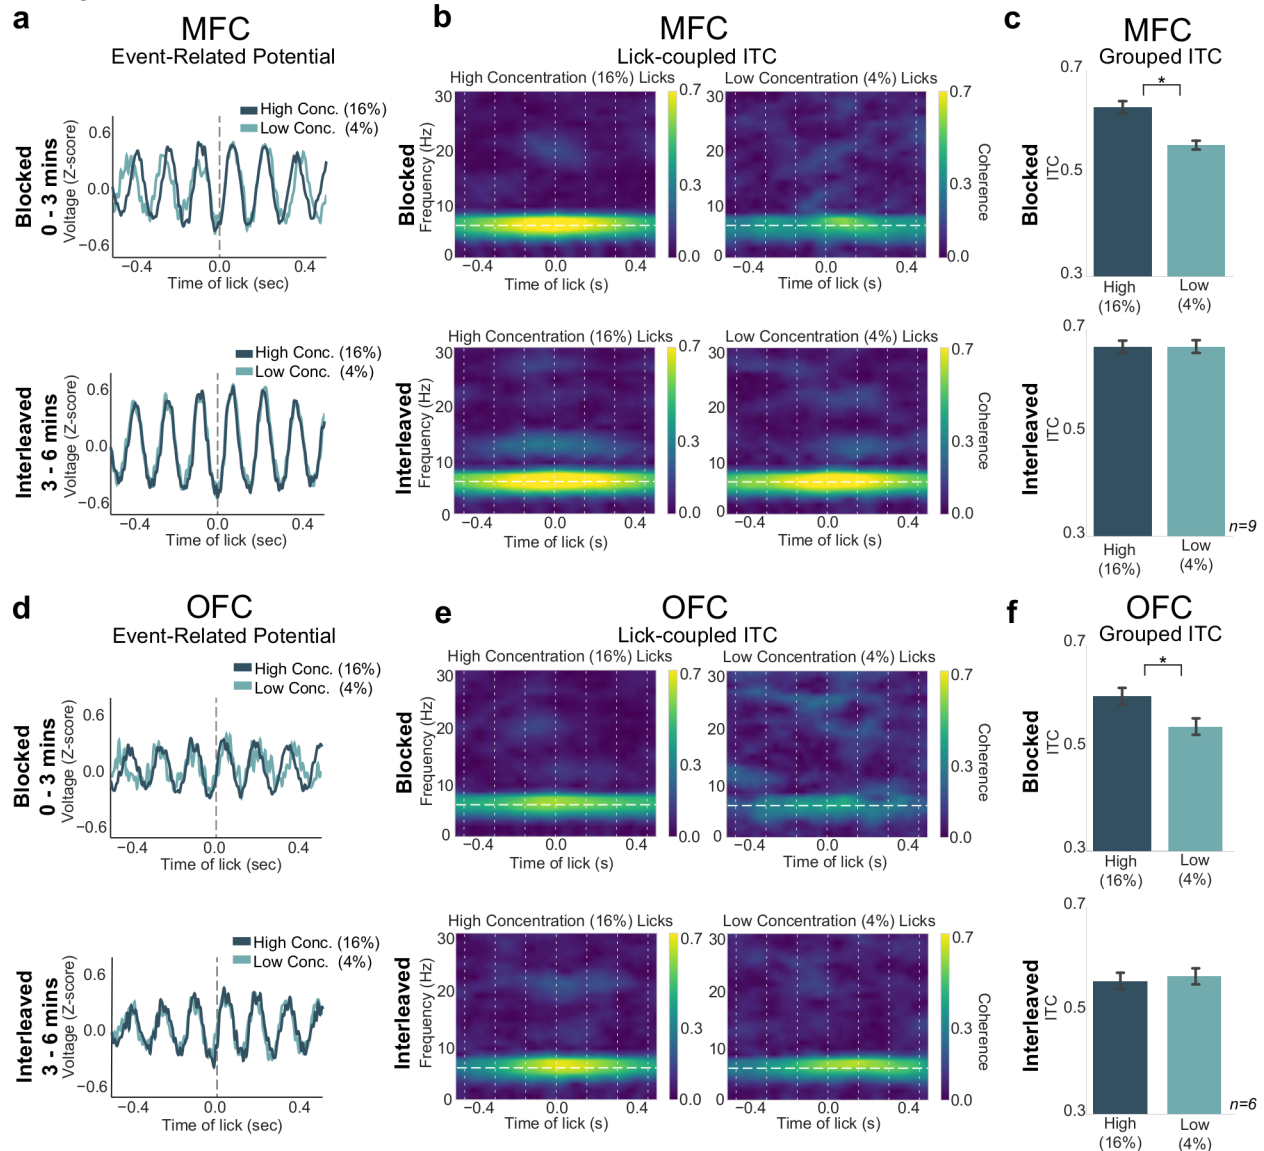 a
MFC
Event-Related Potential
High Conc. (16%)
Low Conc. (4%)
Blocked
0 - 3 mins
Voltage (Z-score)
0.6
0.0
−0.6
−0.4 0.0 0.4
Time of lick (sec)
High Conc. (16%)
Low Conc. (4%)
Interleaved
3 - 6 mins
Voltage (Z-score)
0.6
0.0
−0.6
−0.4 0.0 0.4
Time of lick (sec)
b
MFC
Lick-coupled ITC
High Concentration (16%) Licks
Low Concentration (4%) Licks
Blocked
Frequency (Hz)
30
20
10
0
−0.4 0.0 0.4
Time of lick (s)
0.7
0.3
0.0
30
20
10
0
−0.4 0.0 0.4
Time of lick (s)
0.7
0.3
0.0
Coherence
High Concentration (16%) Licks
Low Concentration (4%) Licks
Interleaved
Frequency (Hz)
30
20
10
0
−0.4 0.0 0.4
Time of lick (s)
0.7
0.3
0.0
30
20
10
0
−0.4 0.0 0.4
Time of lick (s)
0.7
0.3
0.0
Coherence
c
MFC
Grouped ITC
Blocked
ITC
0.7
0.5
0.3
*
High
(16%)
Low
(4%)
Interleaved
ITC
0.7
0.5
0.3
High
(16%)
Low
(4%)
n=9
d
OFC
Event-Related Potential
High Conc. (16%)
Low Conc. (4%)
Blocked
0 - 3 mins
Voltage (Z-score)
0.6
0.0
−0.6
−0.4 0.0 0.4
Time of lick (sec)
High Conc. (16%)
Low Conc. (4%)
Interleaved
3 - 6 mins
Voltage (Z-score)
0.6
0.0
−0.6
−0.4 0.0 0.4
Time of lick (sec)
e
OFC
Lick-coupled ITC
High Concentration (16%) Licks
Low Concentration (4%) Licks
Blocked
Frequency (Hz)
30
20
10
0
−0.4 0.0 0.4
Time of lick (s)
0.7
0.3
0.0
30
20
10
0
−0.4 0.0 0.4
Time of lick (s)
0.7
0.3
0.0
Coherence
High Concentration (16%) Licks
Low Concentration (4%) Licks
Interleaved
Frequency (Hz)
30
20
10
0
−0.4 0.0 0.4
Time of lick (s)
0.7
0.3
0.0
30
20
10
0
−0.4 0.0 0.4
Time of lick (s)
0.7
0.3
0.0
Coherence
f
OFC
Grouped ITC
Blocked
ITC
0.7
0.5
0.3
*
High
(16%)
Low
(4%)
Interleaved
ITC
0.7
0.5
0.3
High
(16%)
Low
(4%)
n=6